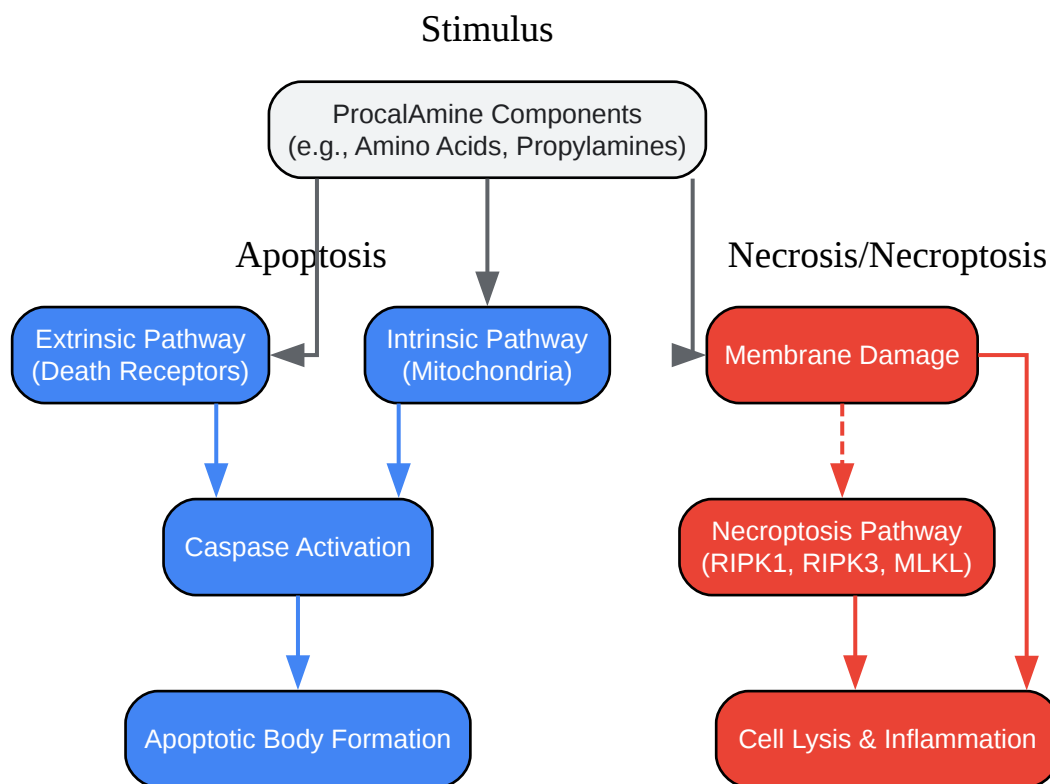 Stimulus
ProcalAmine Components
(e.g., Amino Acids, Propylamines)
Apoptosis
Necrosis/Necroptosis
Extrinsic Pathway
(Death Receptors)
Intrinsic Pathway
(Mitochondria)
Membrane Damage
Caspase Activation
Necroptosis Pathway
(RIPK1, RIPK3, MLKL)
Apoptotic Body Formation
Cell Lysis & Inflammation